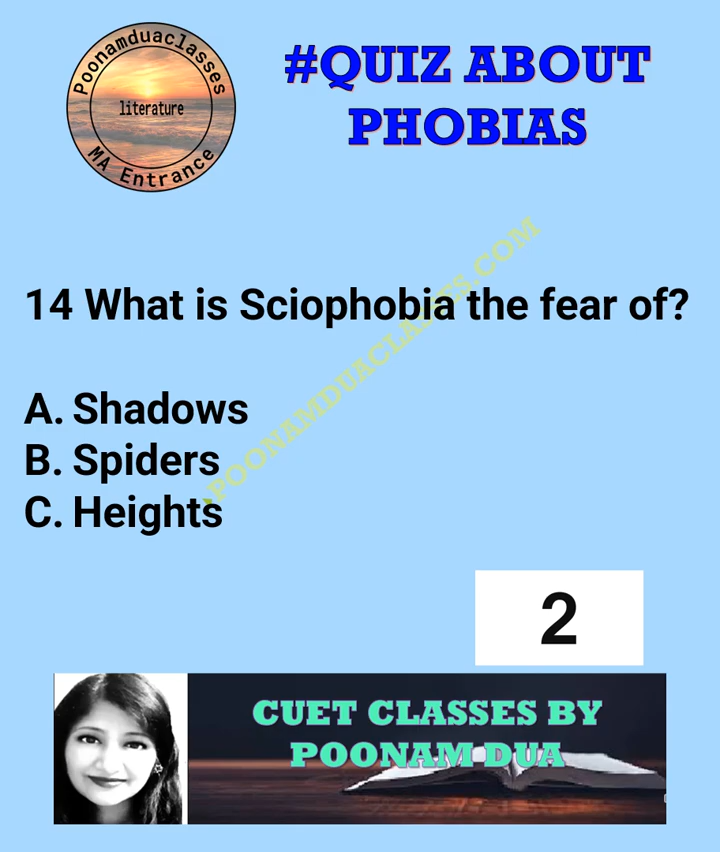 Poonamduaclasses
literature
MA Entrance
#QUIZ ABOUT
PHOBIAS
POONAMDUACLASSES.COM
14 What is Sciophobia the fear of?
A. Shadows
B. Spiders
C. Heights
2
CUET CLASSES BY
POONAM DUA